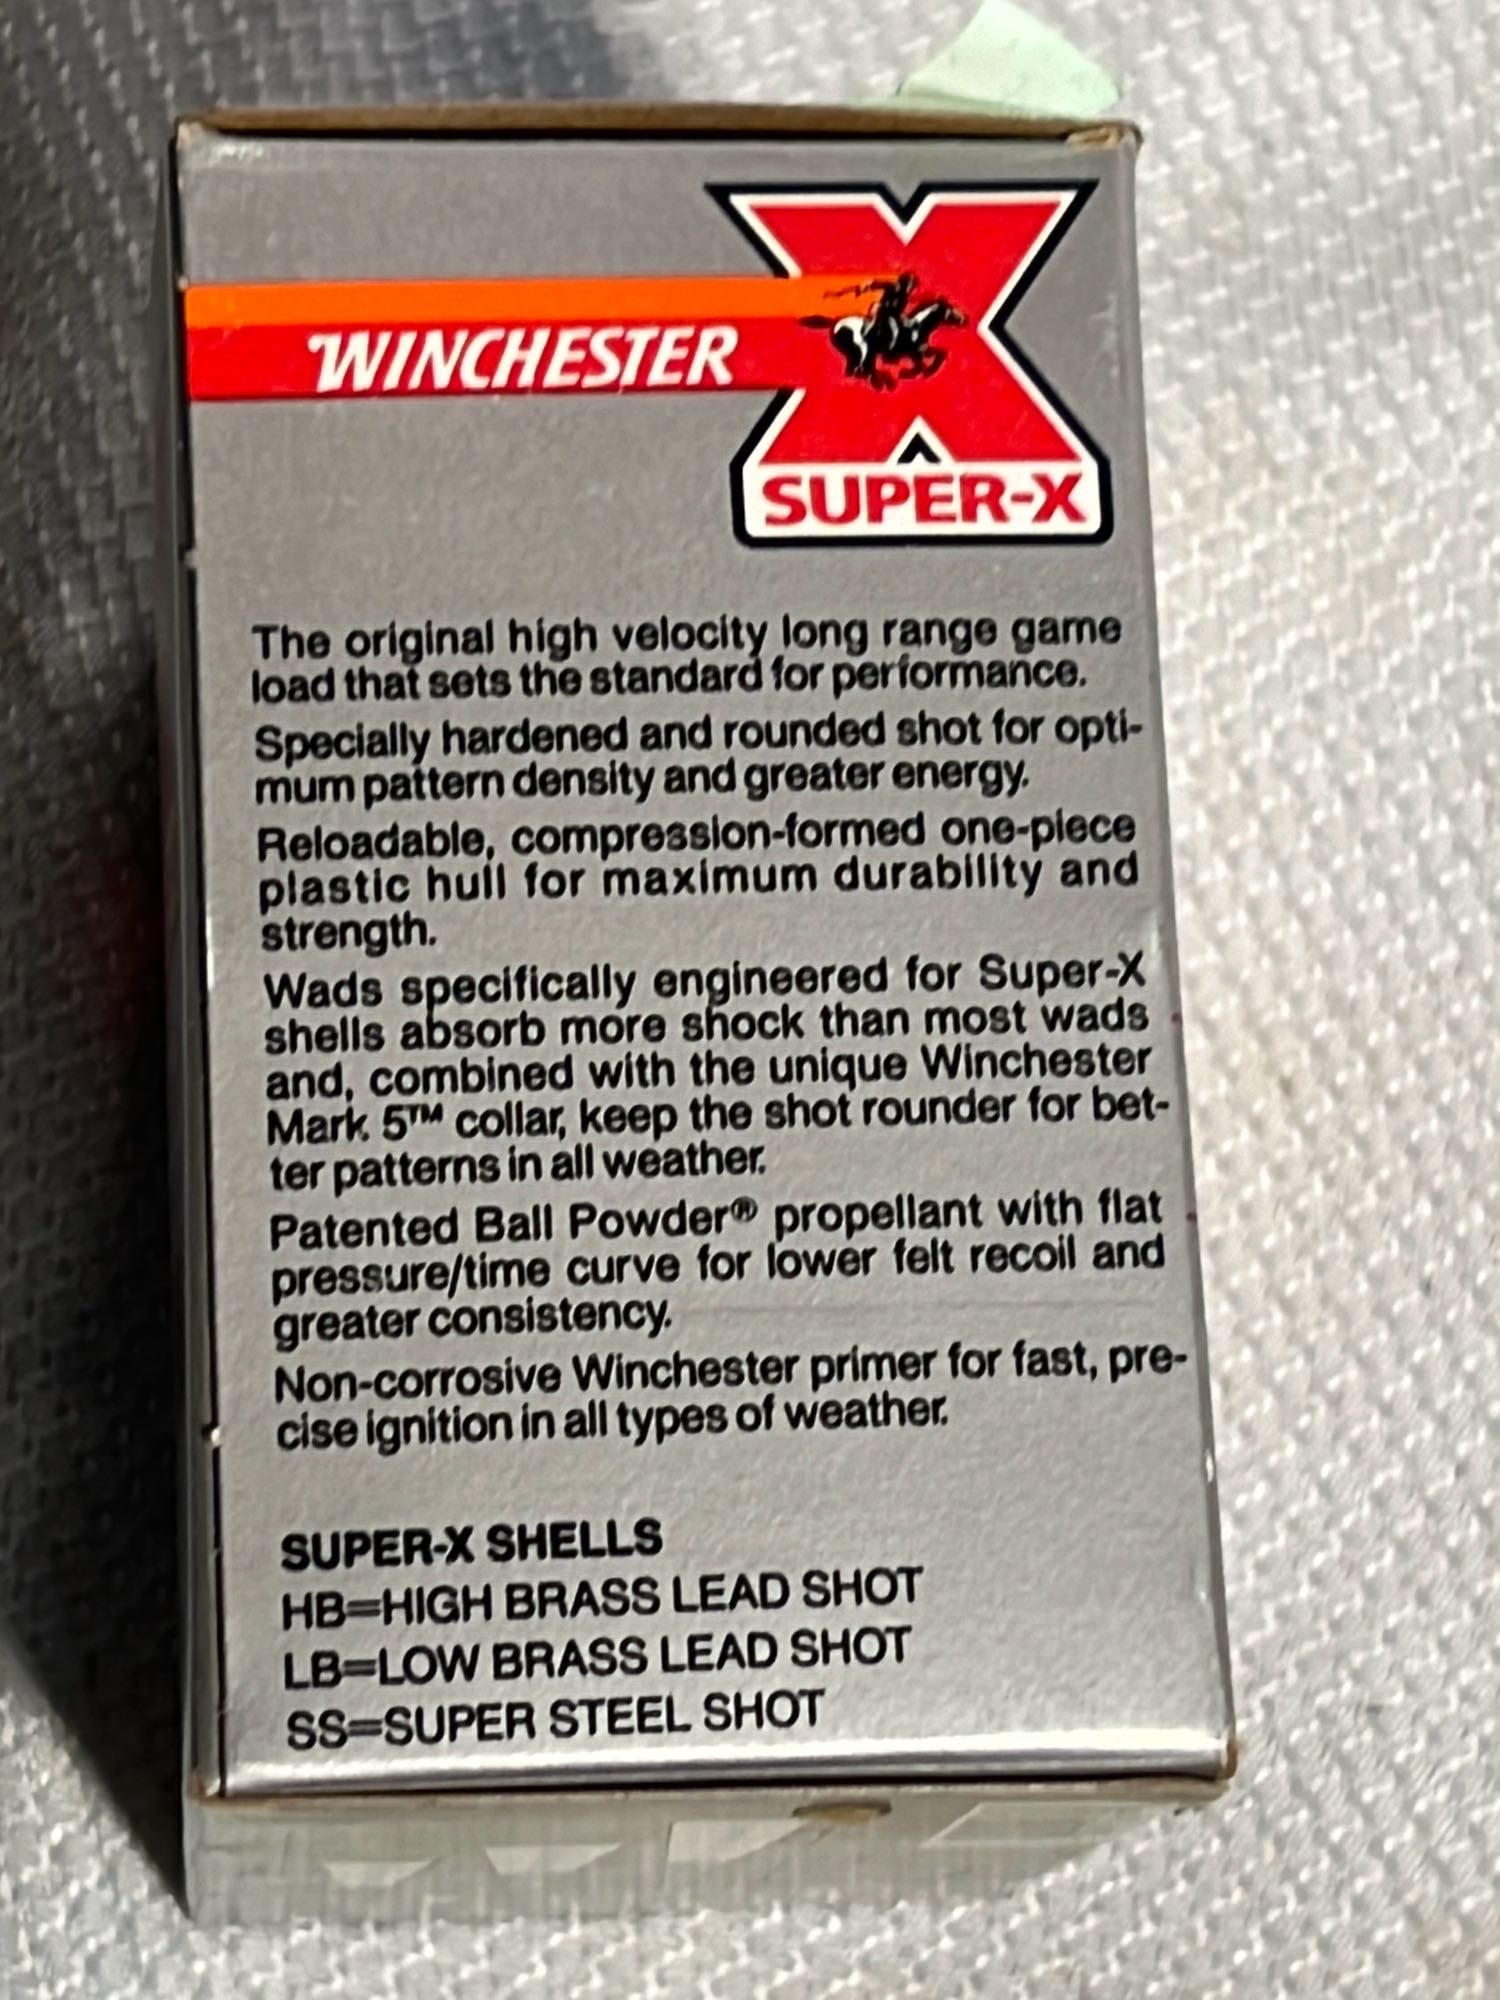 WINCHESTER
SUPER-X
The original high velocity long range game
load that sets the standard for performance.
Specially hardened and rounded shot for opti-
mum pattern density and greater energy.
Reloadable, compression-formed one-piece
plastic hull for maximum durability and
strength.
Wads specifically engineered for Super-X
shells absorb more shock than most wads
and, combined with the unique Winchester
Mark 5™ collar, keep the shot rounder for bet-
ter patterns in all weather.
Patented Ball Powder® propellant with flat
pressure/time curve for lower felt recoil and
greater consistency.
Non-corrosive Winchester primer for fast, pre-
cise ignition in all types of weather.
SUPER-X SHELLS
HB=HIGH BRASS LEAD SHOT
LB=LOW BRASS LEAD SHOT
SS=SUPER STEEL SHOT